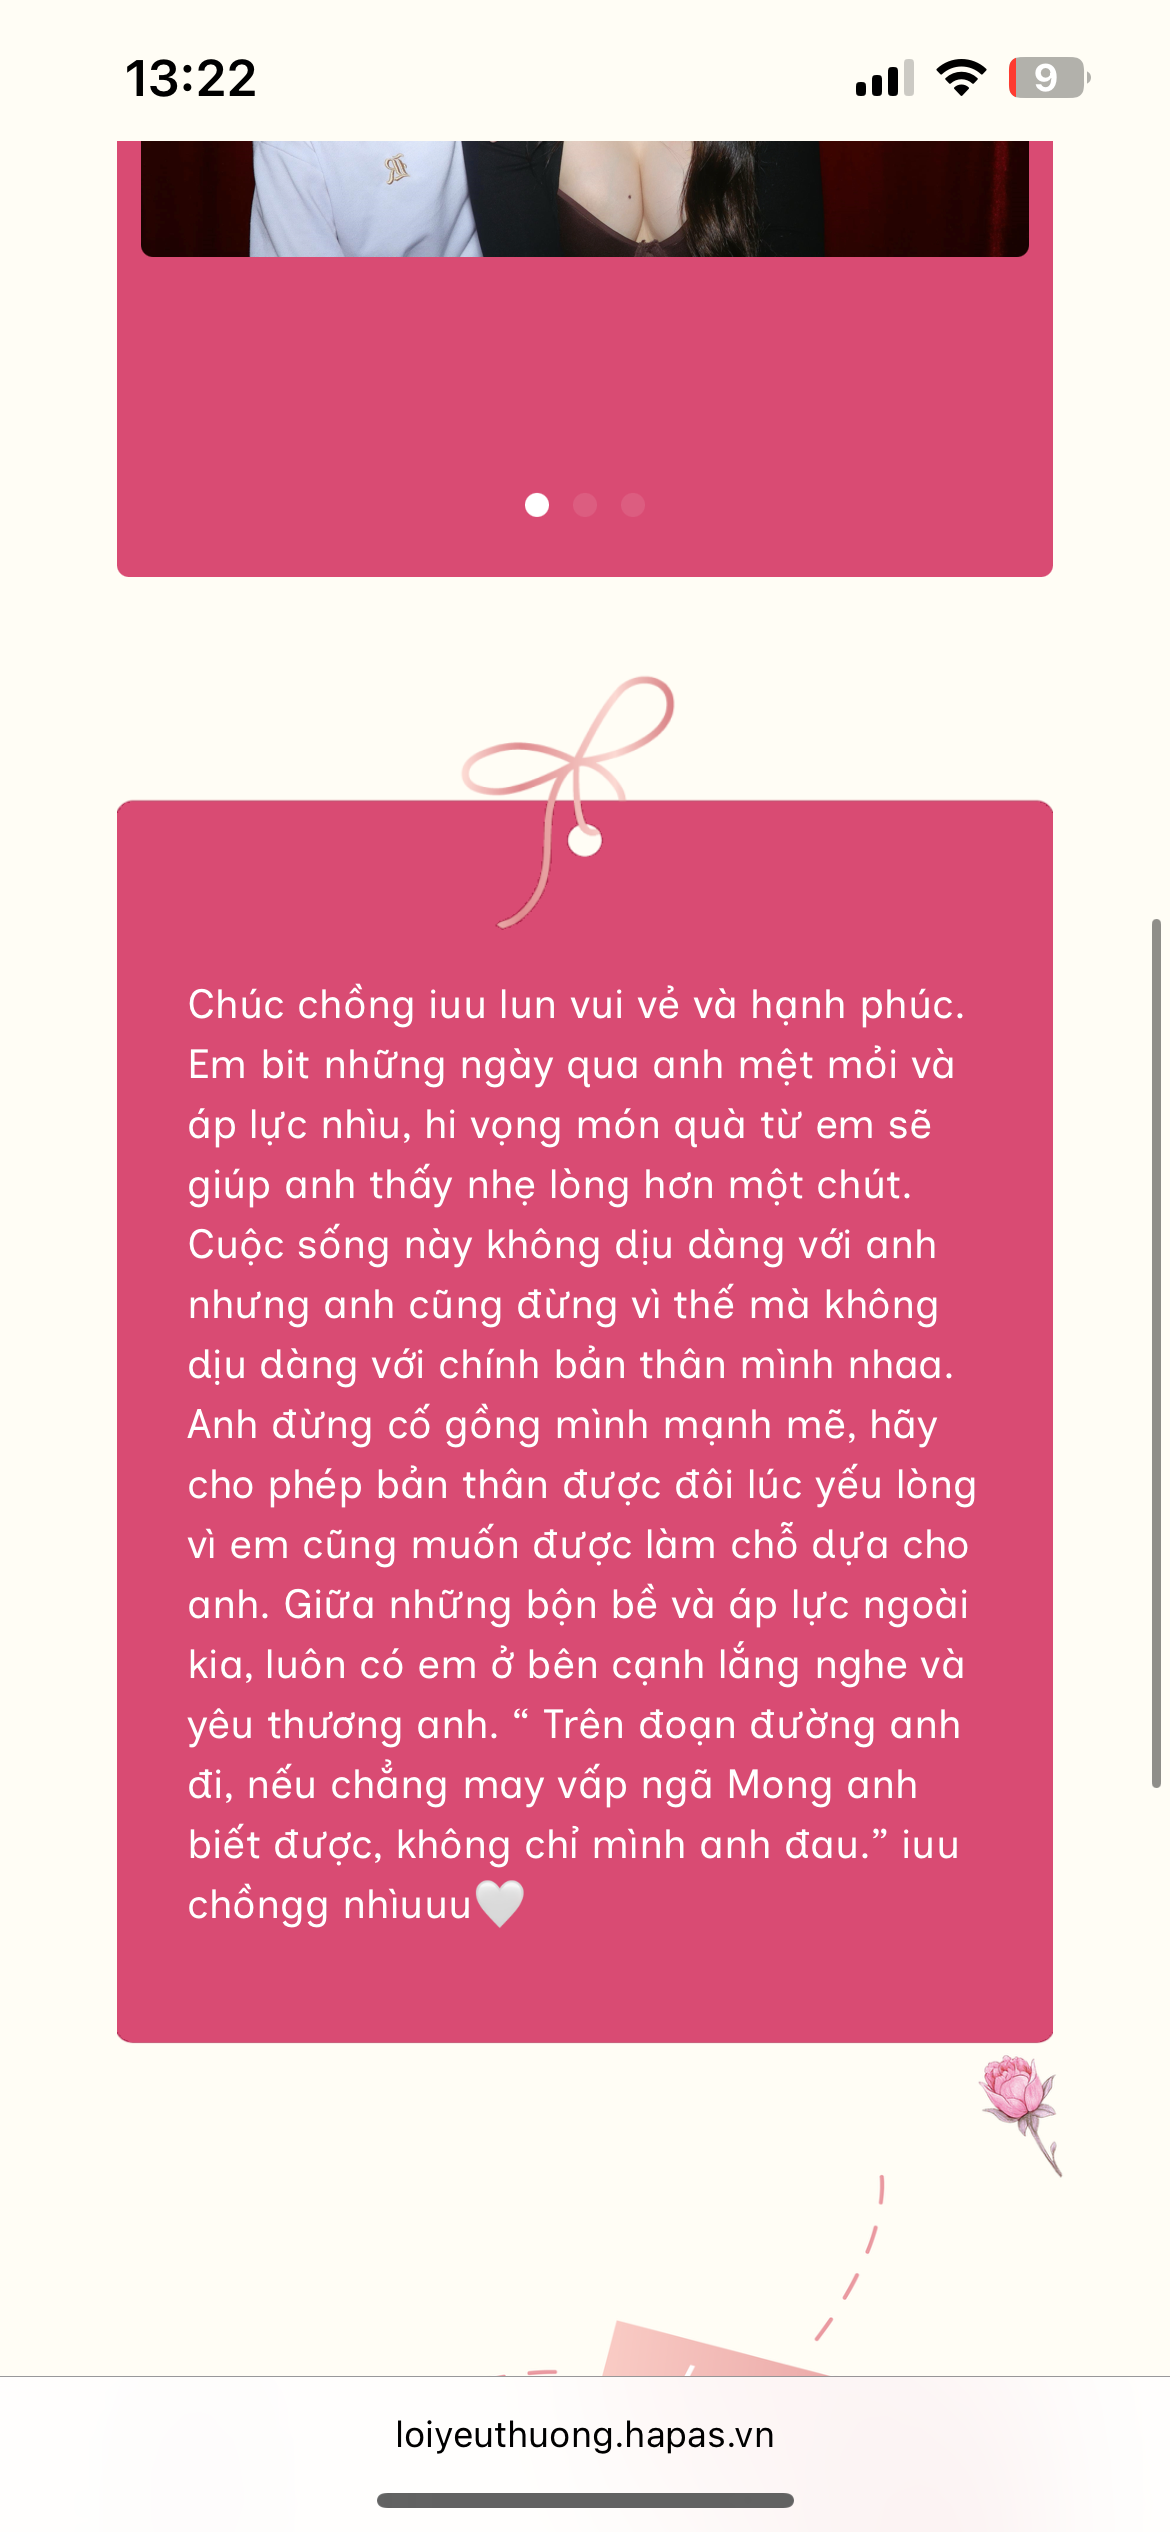 13:22
9
Chúc chồng iuu lun vui vẻ và hạnh phúc.
Em bit những ngày qua anh mệt mỏi và
áp lực nhìu, hi vọng món quà từ em sẽ
giúp anh thấy nhẹ lòng hơn một chút.
Cuộc sống này không dịu dàng với anh
nhưng anh cũng đừng vì thế mà không
dịu dàng với chính bản thân mình nhaa.
Anh đừng cố gồng mình mạnh mẽ, hãy
cho phép bản thân được đôi lúc yếu lòng
vì em cũng muốn được làm chỗ dựa cho
anh. Giữa những bộn bề và áp lực ngoài
kia, luôn có em ở bên cạnh lắng nghe và
yêu thương anh. “ Trên đoạn đường anh
đi, nếu chẳng may vấp ngã Mong anh
biết được, không chỉ mình anh đau.” iuu
chồngg nhìuuu🤍
loiyeuthuong.hapas.vn